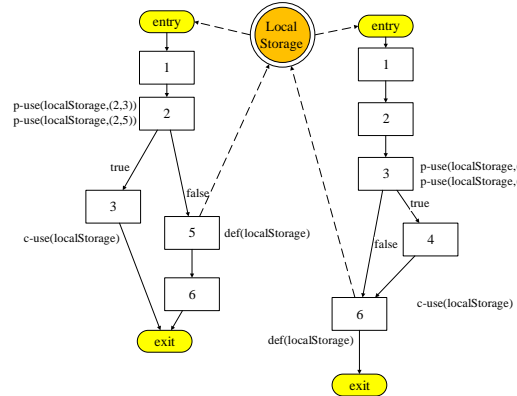 entry
1
p-use(localStorage,(2,3))
p-use(localStorage,(2,5))
2
true
false
3
c-use(localStorage)
5
def(localStorage)
6
exit
Local
Storage
entry
1
2
3
p-use(localStorage,
p-use(localStorage,
true
false
4
c-use(localStorage)
6
def(localStorage)
exit